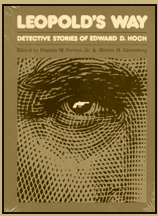 LEOPOLD'S WAY
DETECTIVE STORIES OF EDWARD D. HOCH
Edited by Francis M. Nevins, Jr. & Martin H. Greenberg